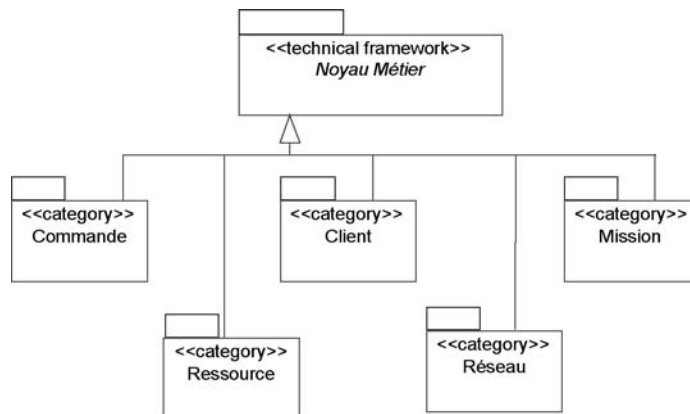 <<technical framework>>
Noyau Métier
<<category>>
Commande
<<category>>
Client
<<category>>
Mission
<<category>>
Ressource
<<category>>
Réseau